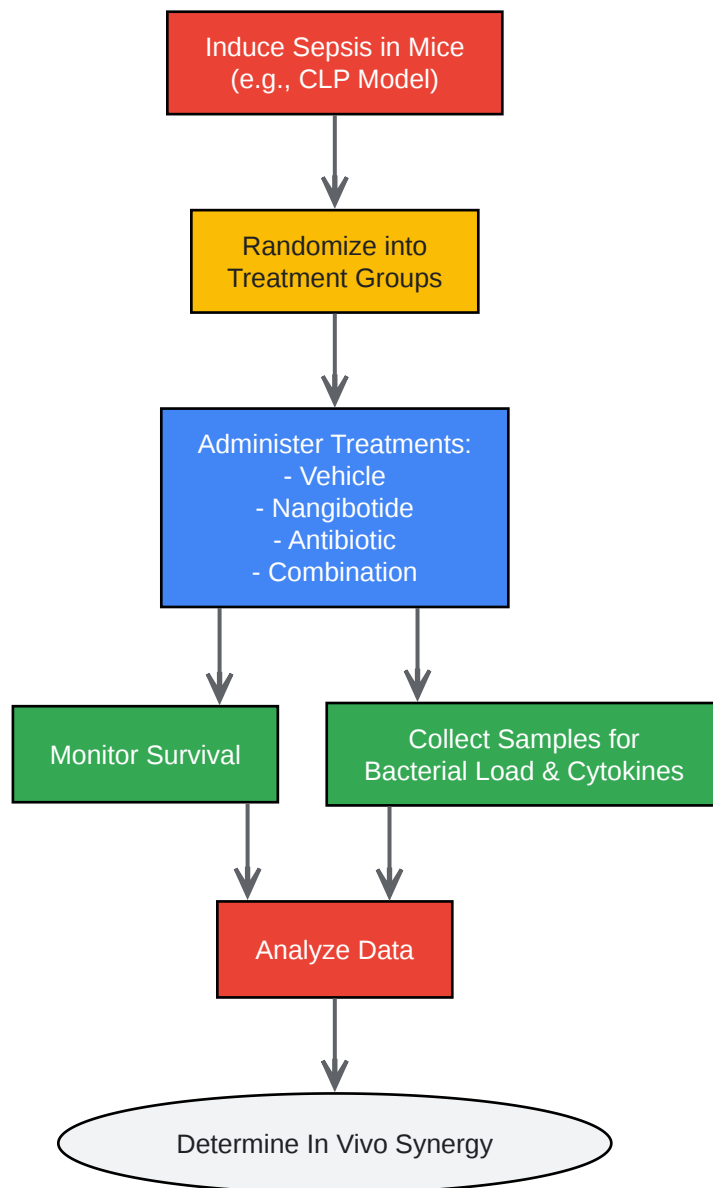 Induce Sepsis in Mice
(e.g., CLP Model)
Randomize into
Treatment Groups
Administer Treatments:
- Vehicle
- Nangibotide
- Antibiotic
- Combination
Monitor Survival
Collect Samples for
Bacterial Load & Cytokines
Analyze Data
Determine In Vivo Synergy